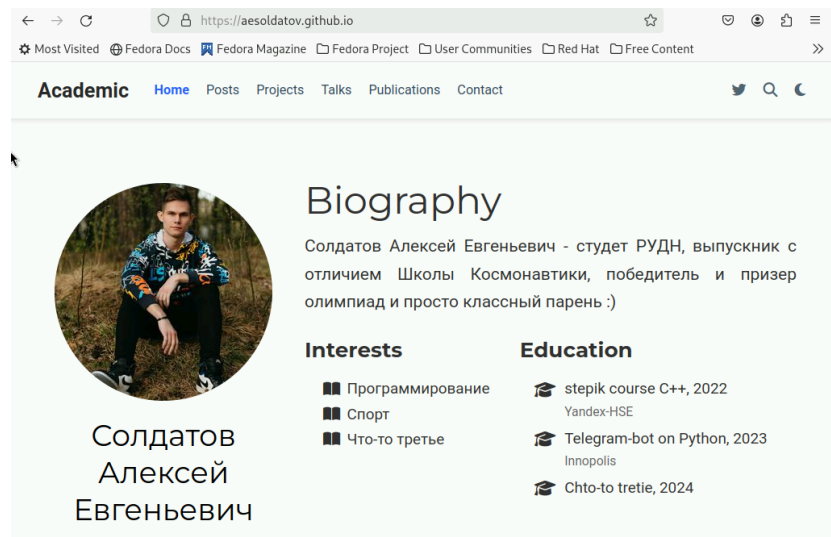 https://aesoldatov.github.io
Most Visited Fedora Docs Fedora Magazine Fedora Project User Communities Red Hat Free Content
Academic Home Posts Projects Talks Publications Contact
Biography
Солдатов Алексей Евгеньевич - студет РУДН, выпускник с
отличием Школы Космонавтики, победитель и призер
олимпиад и просто классный парень :)
Interests
Программирование
Спорт
Что-то третье
Education
stepik course C++, 2022
Yandex-HSE
Telegram-bot on Python, 2023
Innopolis
Chto-to tretie, 2024
Солдатов
Алексей
Евгеньевич